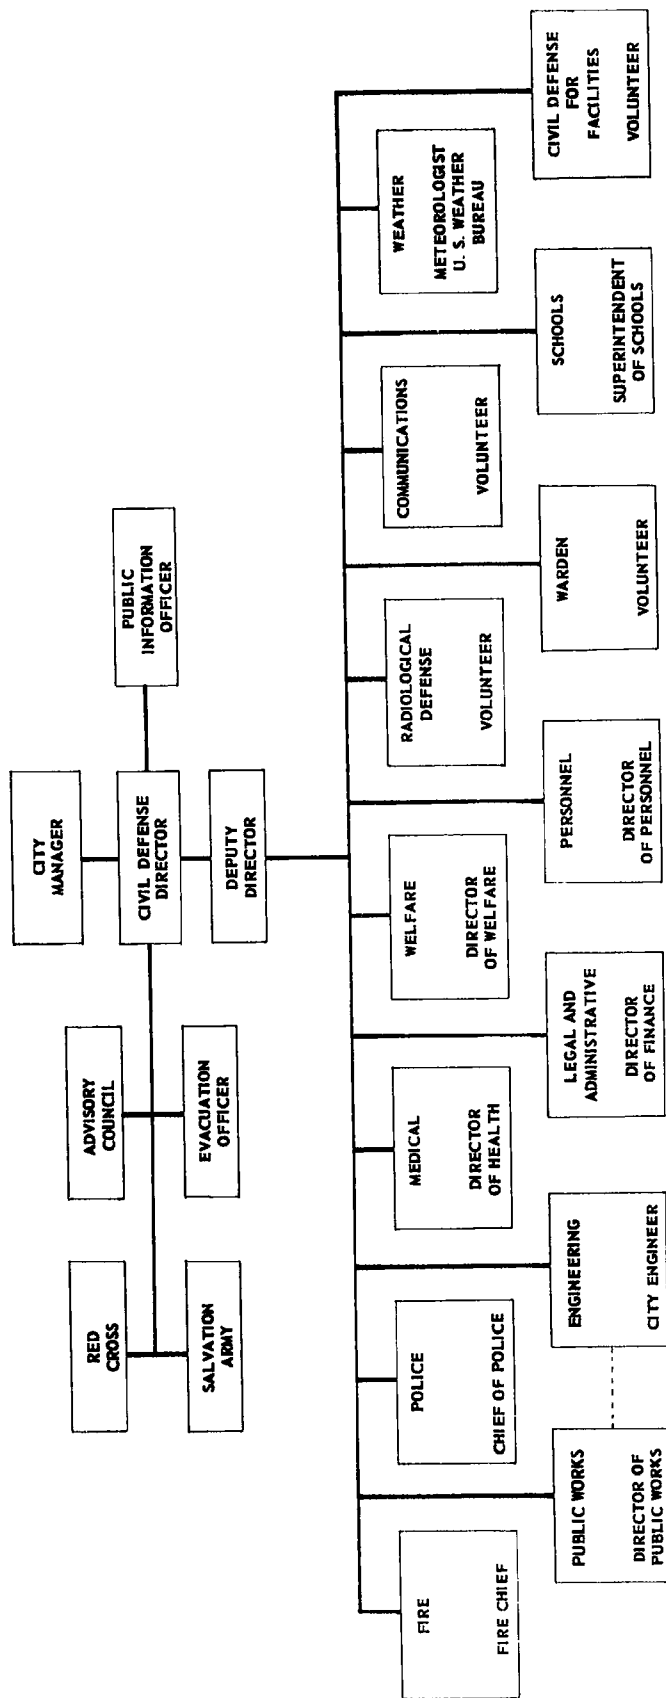 CITY
MANAGER
CIVIL DEFENSE
DIRECTOR
PUBLIC
INFORMATION
OFFICER
DEPUTY
DIRECTOR
RED
CROSS
ADVISORY
COUNCIL
SALVATION
ARMY
EVACUATION
OFFICER
FIRE
FIRE CHIEF
POLICE
CHIEF OF POLICE
MEDICAL
DIRECTOR
OF HEALTH
WELFARE
DIRECTOR
OF WELFARE
RADIOLOGICAL
DEFENSE
VOLUNTEER
COMMUNICATIONS
VOLUNTEER
WEATHER
METEOROLOGIST
U. S. WEATHER
BUREAU
PUBLIC WORKS
DIRECTOR OF
PUBLIC WORKS
ENGINEERING
CITY ENGINEER
LEGAL AND
ADMINISTRATIVE
DIRECTOR
OF FINANCE
PERSONNEL
DIRECTOR
OF PERSONNEL
WARDEN
VOLUNTEER
SCHOOLS
SUPERINTENDENT
OF SCHOOLS
CIVIL DEFENSE
FOR
FACILITIES
VOLUNTEER